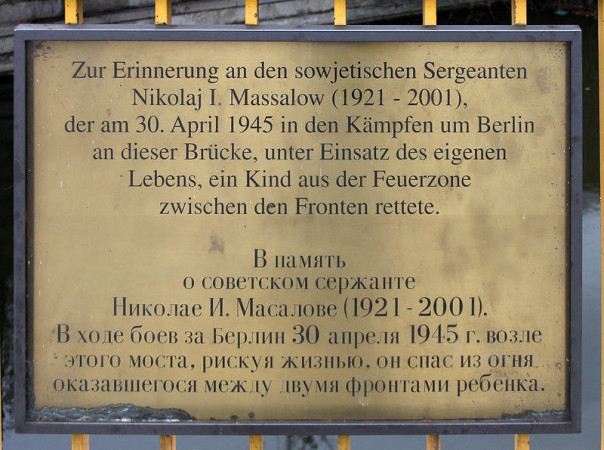 Zur Erinnerung an den sowjetischen Sergeanten
Nikolaj I. Massalow (1921 - 2001),
der am 30. April 1945 in den Kämpfen um Berlin
an dieser Brücke, unter Einsatz des eigenen
Lebens, ein Kind aus der Feuerzone
zwischen den Fronten rettete.
В память
о советском сержанте
Николае И. Масалове (1921 - 2001).
В ходе боев за Берлин 30 апреля 1945 г. возле
этого моста, рискуя жизнью, он спас из огня
оказавшегося между двумя фронтами ребенка.